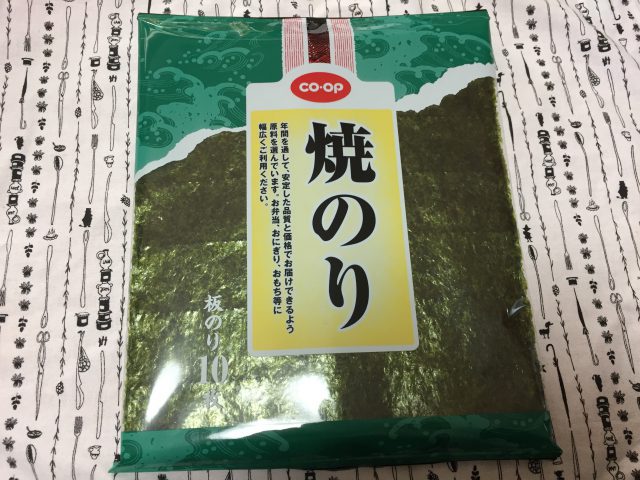 CO·OP
焼のり
年間を通して、安定した品質と価格でお届けできるよう
原料を選んでいます。お弁当、おにぎり、おもち等に
幅広くご利用ください。
板のり10枚